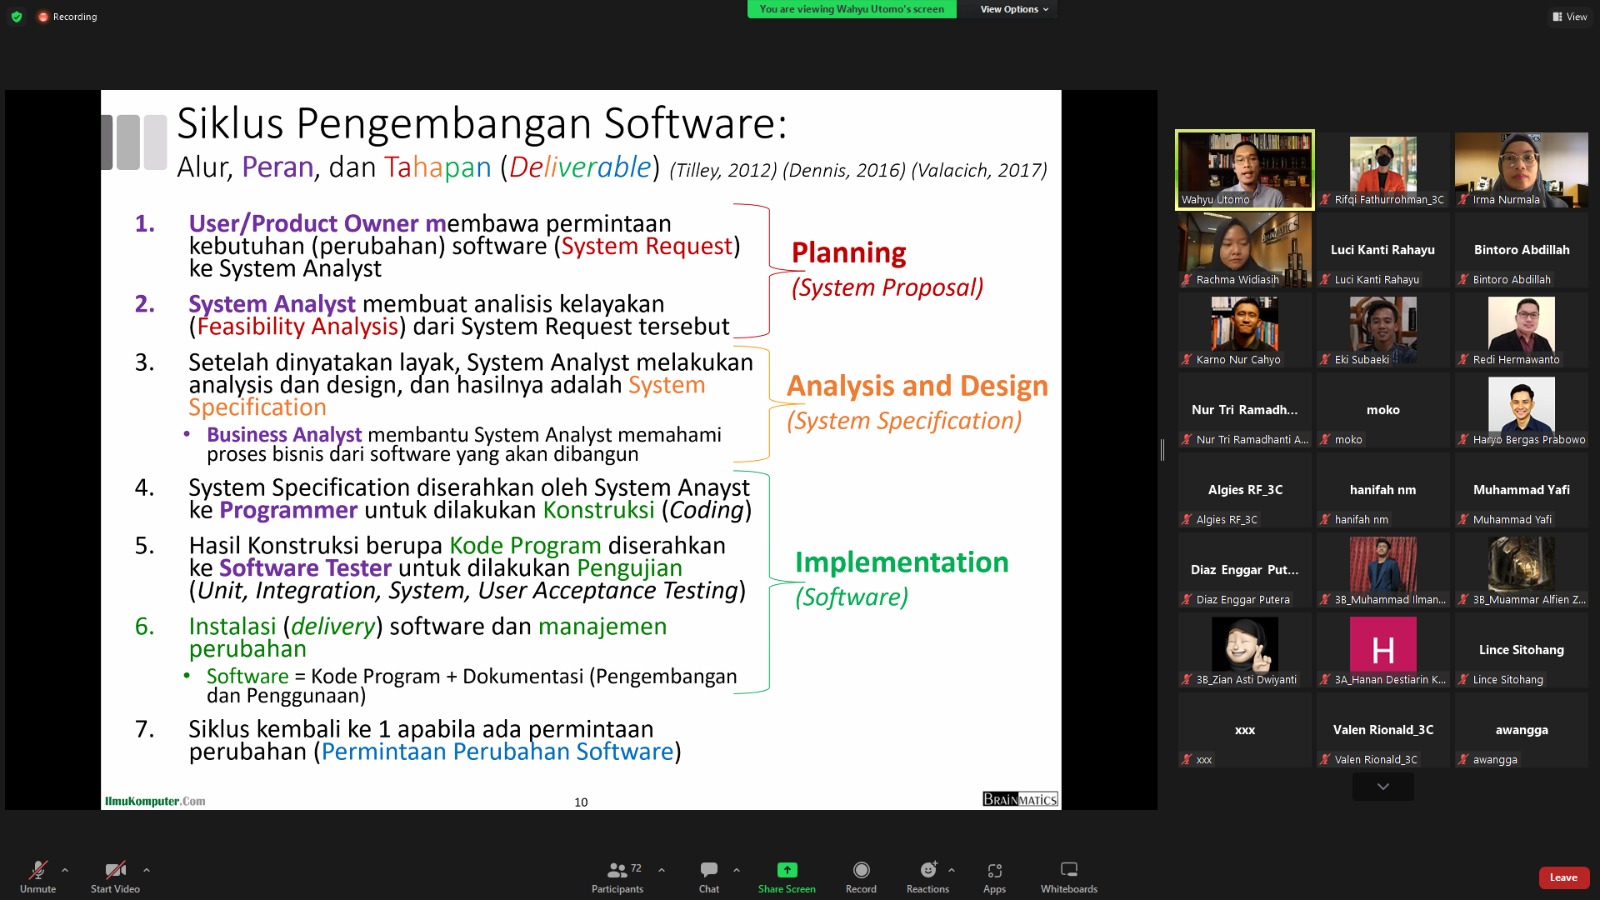 Recording
You are viewing Wahyu Utomo's screen
View Options
View
Siklus Pengembangan Software:
Alur, Peran, dan Tahapan (Deliverable) (Tilley, 2012) (Dennis, 2016) (Valacich, 2017)
1. User/Product Owner membawa permintaan
kebutuhan (perubahan) software (System Request)
ke System Analyst
2. System Analyst membuat analisis kelayakan
(Feasibility Analysis) dari System Request tersebut
Planning
(System Proposal)
3. Setelah dinyatakan layak, System Analyst melakukan
analysis dan design, dan hasilnya adalah System
Specification
• Business Analyst membantu System Analyst memahami
proses bisnis dari software yang akan dibangun
Analysis and Design
(System Specification)
4. System Specification diserahkan oleh System Anayst
ke Programmer untuk dilakukan Konstruksi (Coding)
5. Hasil Konstruksi berupa Kode Program diserahkan
ke Software Tester untuk dilakukan Pengujian
(Unit, Integration, System, User Acceptance Testing)
6. Instalasi (delivery) software dan manajemen
perubahan
• Software = Kode Program + Dokumentasi (Pengembangan
dan Penggunaan)
Implementation
(Software)
7. Siklus kembali ke 1 apabila ada permintaan
perubahan (Permintaan Perubahan Software)
IlmuKomputer.Com
10
BRAINMATICS
Wahyu Utomo
Rifqi Fathurrohman_3C
Irma Nurmala
Rachma Widiasih
Luci Kanti Rahayu
Luci Kanti Rahayu
Bintoro Abdillah
Bintoro Abdillah
Karno Nur Cahyo
Eki Subaeki
Redi Hermawanto
Nur Tri Ramadh...
Nur Tri Ramadhanti A...
moko
moko
Haryo Bergas Prabowo
Algies RF_3C
Algies RF_3C
hanifah nm
hanifah nm
Muhammad Yafi
Muhammad Yafi
Diaz Enggar Put...
Diaz Enggar Putera
3B_Muhammad Ilman...
3B_Muammar Alfien Z...
3B_Zian Asti Dwiyanti
H
3A_Hanan Destiarin K...
Lince Sitohang
Lince Sitohang
xxx
xxx
Valen Rionald_3C
Valen Rionald_3C
awangga
awangga
Unmute
Start Video
72
Participants
Chat
Share Screen
Record
Reactions
Apps
Whiteboards
Leave